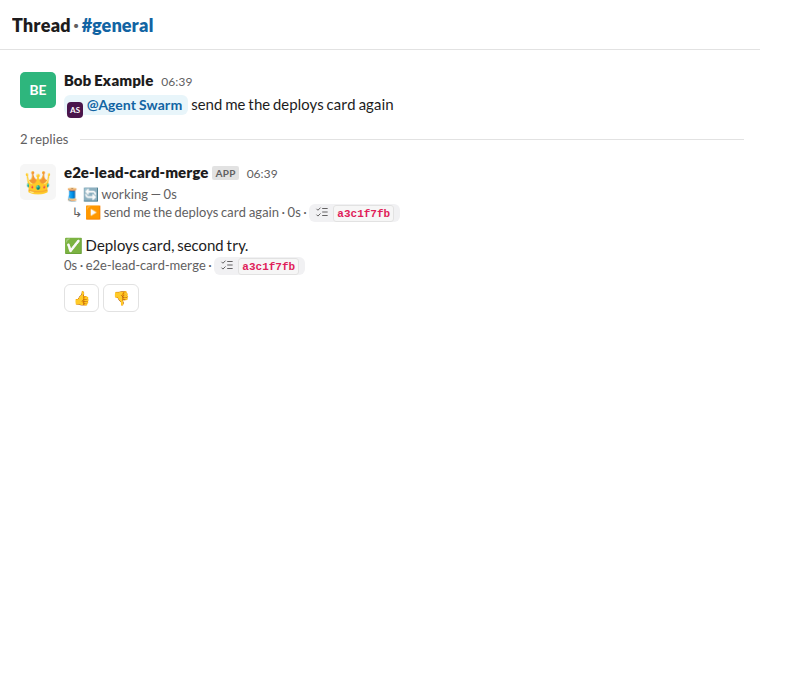 Thread · #general
BE
Bob Example 06:39
AS @Agent Swarm send me the deploys card again
2 replies
e2e-lead-card-merge APP 06:39
🧵 🔄 working — 0s
↳ ▶️ send me the deploys card again · 0s · a3c1f7fb
✅ Deploys card, second try.
0s · e2e-lead-card-merge · a3c1f7fb
👍 👎